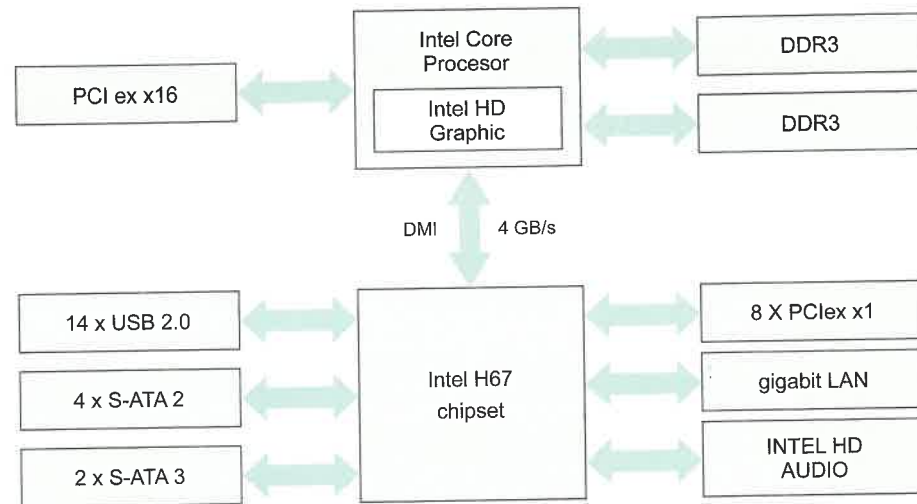 Intel Core
Procesor
Intel HD
Graphic
PCI ex x16
DDR3
DDR3
DMI
4 GB/s
14 x USB 2.0
4 x S-ATA 2
2 x S-ATA 3
Intel H67
chipset
8 X PCIex x1
gigabit LAN
INTEL HD
AUDIO